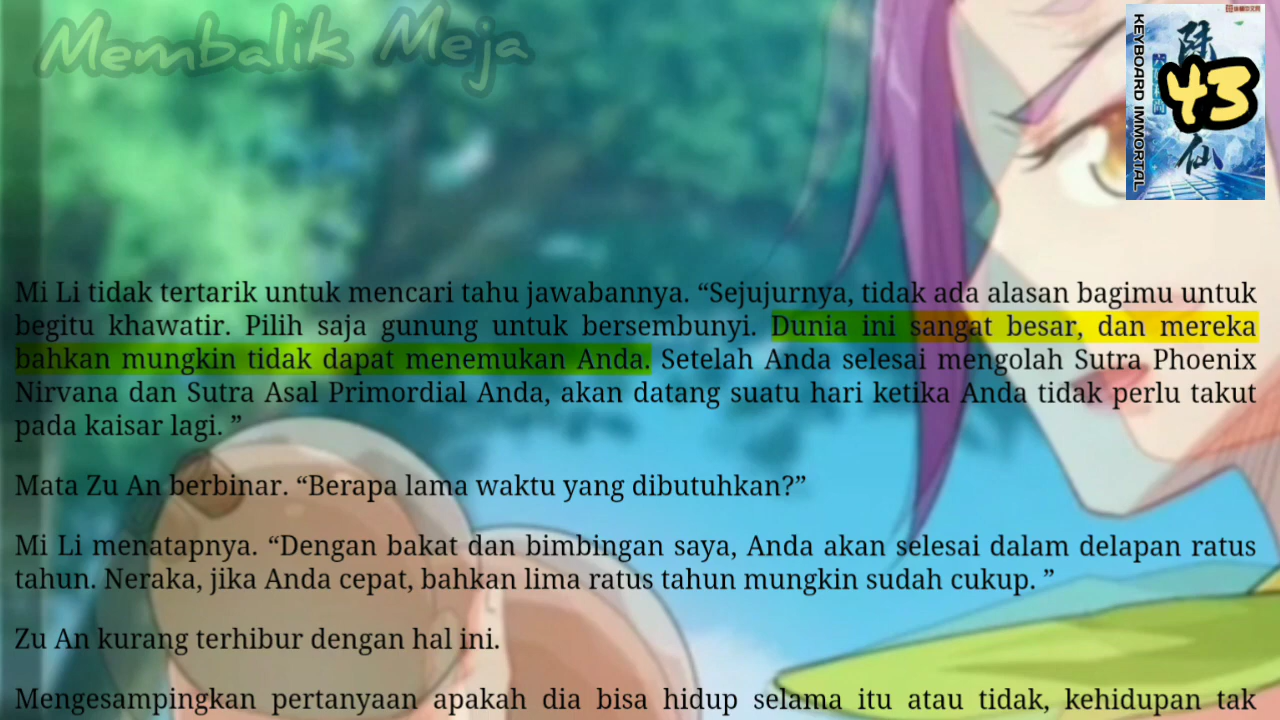 Membalik Meja
KEYBOARD IMMORTAL
43
仙
Mi Li tidak tertarik untuk mencari tahu jawabannya. “Sejujurnya, tidak ada alasan bagimu untuk
begitu khawatir. Pilih saja gunung untuk bersembunyi. Dunia ini sangat besar, dan mereka
bahkan mungkin tidak dapat menemukan Anda. Setelah Anda selesai mengolah Sutra Phoenix
Nirvana dan Sutra Asal Primordial Anda, akan datang suatu hari ketika Anda tidak perlu takut
pada kaisar lagi. ”
Mata Zu An berbinar. “Berapa lama waktu yang dibutuhkan?”
Mi Li menatapnya. “Dengan bakat dan bimbingan saya, Anda akan selesai dalam delapan ratus
tahun. Neraka, jika Anda cepat, bahkan lima ratus tahun mungkin sudah cukup. ”
Zu An kurang terhibur dengan hal ini.
Mengesampingkan pertanyaan apakah dia bisa hidup selama itu atau tidak, kehidupan tak